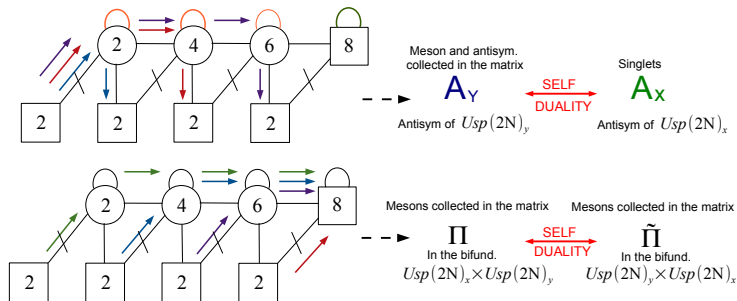 2 4 6 8
2 2 2 2
Meson and antisym.
collected in the matrix
A_Y
Antisym of Usp(2N)_y
SELF
DUALITY
Singlets
A_X
Antisym of Usp(2N)_x
2 4 6 8
2 2 2 2
Mesons collected in the matrix
Π
In the bifund.
Usp(2N)_x×Usp(2N)_y
SELF
DUALITY
Mesons collected in the matrix
Π̃
In the bifund.
Usp(2N)_y×Usp(2N)_x